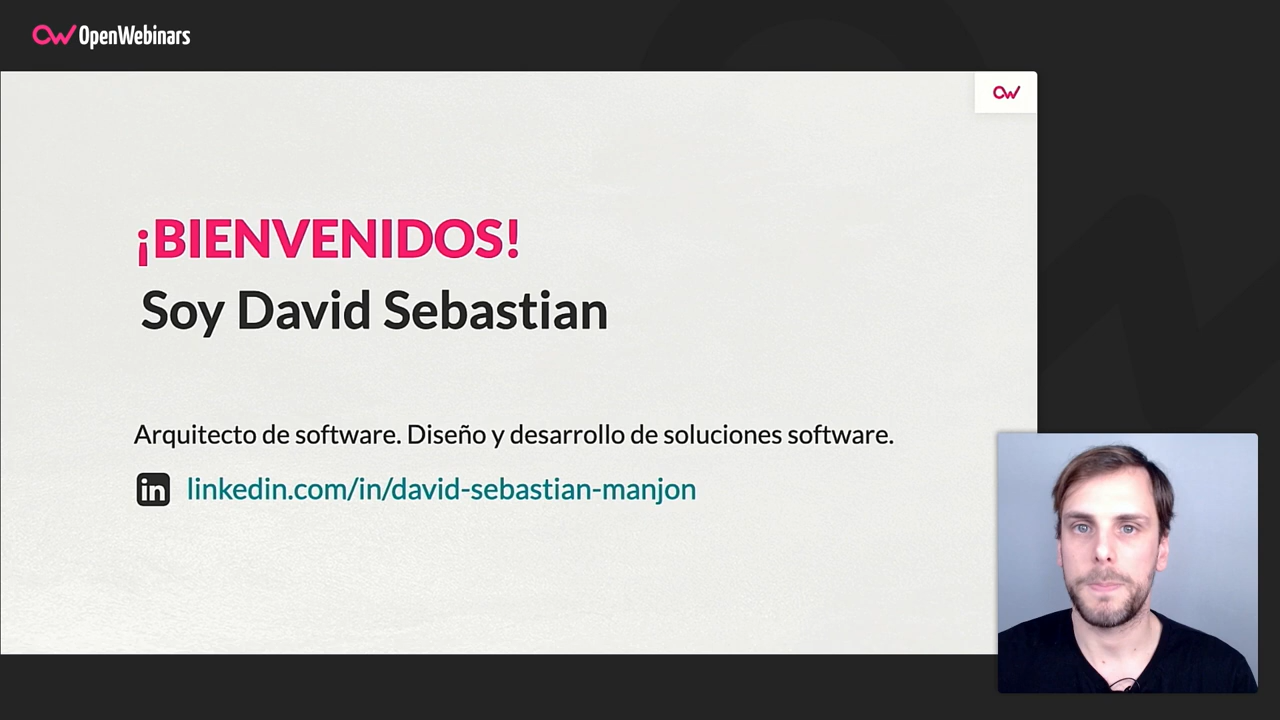 OpenWebinars
¡BIENVENIDOS!
Soy David Sebastian
Arquitecto de software. Diseño y desarrollo de soluciones software.
in linkedin.com/in/david-sebastian-manjon